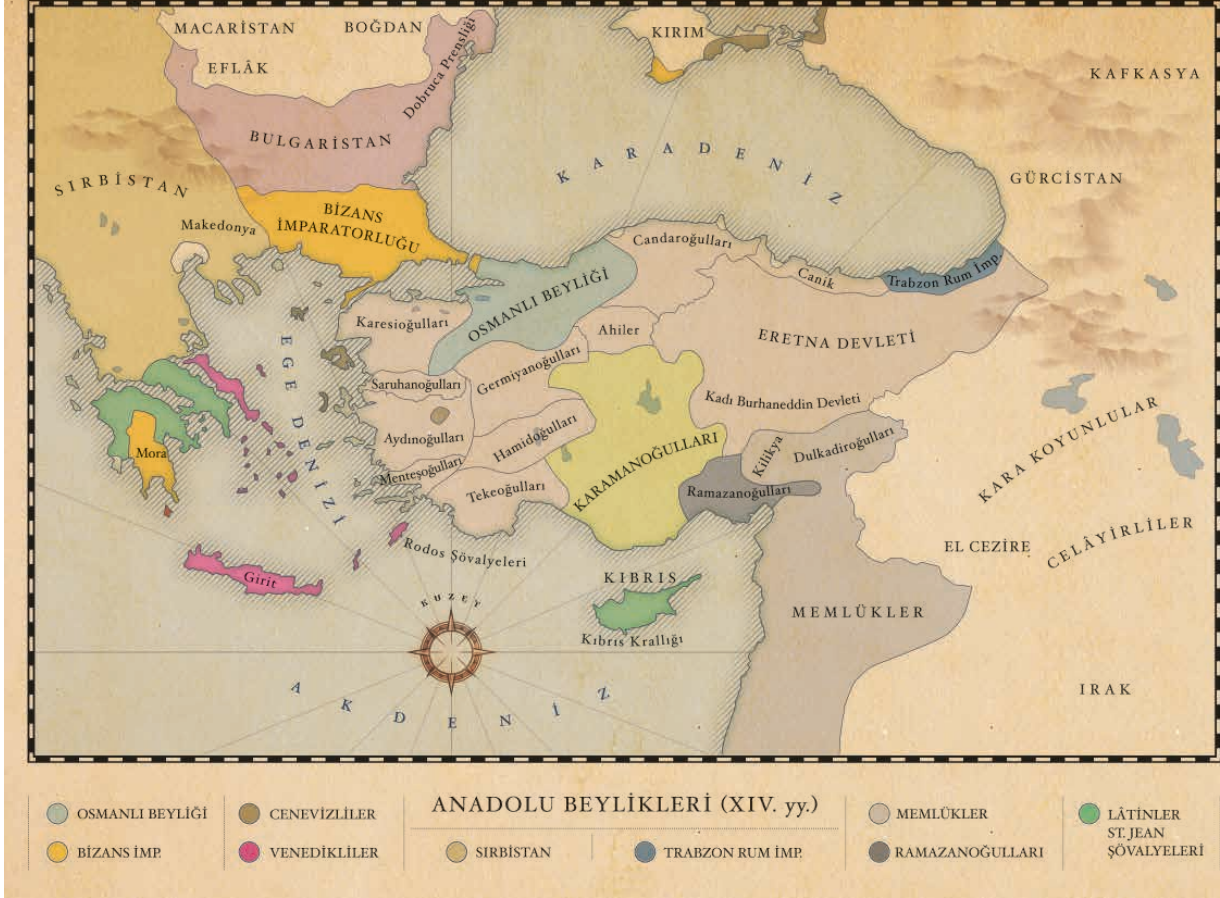 MACARİSTAN
BOĞDAN
KIRIM
EFLÂK
Dobruca Prensliği
KAFKASYA
BULGARİSTAN
KARADENİZ
GÜRCİSTAN
SIRBİSTAN
Makedonya
BİZANS
İMPARATORLUĞU
Candaroğulları
Canik
Trabzon Rum İmp.
OSMANLI BEYLİĞİ
Karesioğulları
Ahiler
ERETNA DEVLETİ
EGE DENİZİ
Germiyanoğulları
Saruhanoğulları
Kadı Burhaneddin Devleti
Aydınoğulları
Hamidoğulları
KARAMANOĞULLARI
Kilikya
Dulkadiroğulları
KARA KOYUNLULAR
Mora
Menteşoğulları
Tekeoğulları
Ramazanoğulları
EL CEZİRE
CELÂYİRLİLER
Rodos Şövalyeleri
Girit
KIBRIS
KUZEY
Kıbrıs Krallığı
MEMLÜKLER
AKDENİZ
IRAK
ANADOLU BEYLİKLERİ (XIV. yy.)
OSMANLI BEYLİĞİ
BİZANS İMP.
CENEVİZLİLER
VENEDİKLİLER
SIRBİSTAN
TRABZON RUM İMP.
MEMLÜKLER
RAMAZANOĞULLARI
LÂTİNLER
ST. JEAN
ŞÖVALYELERİ